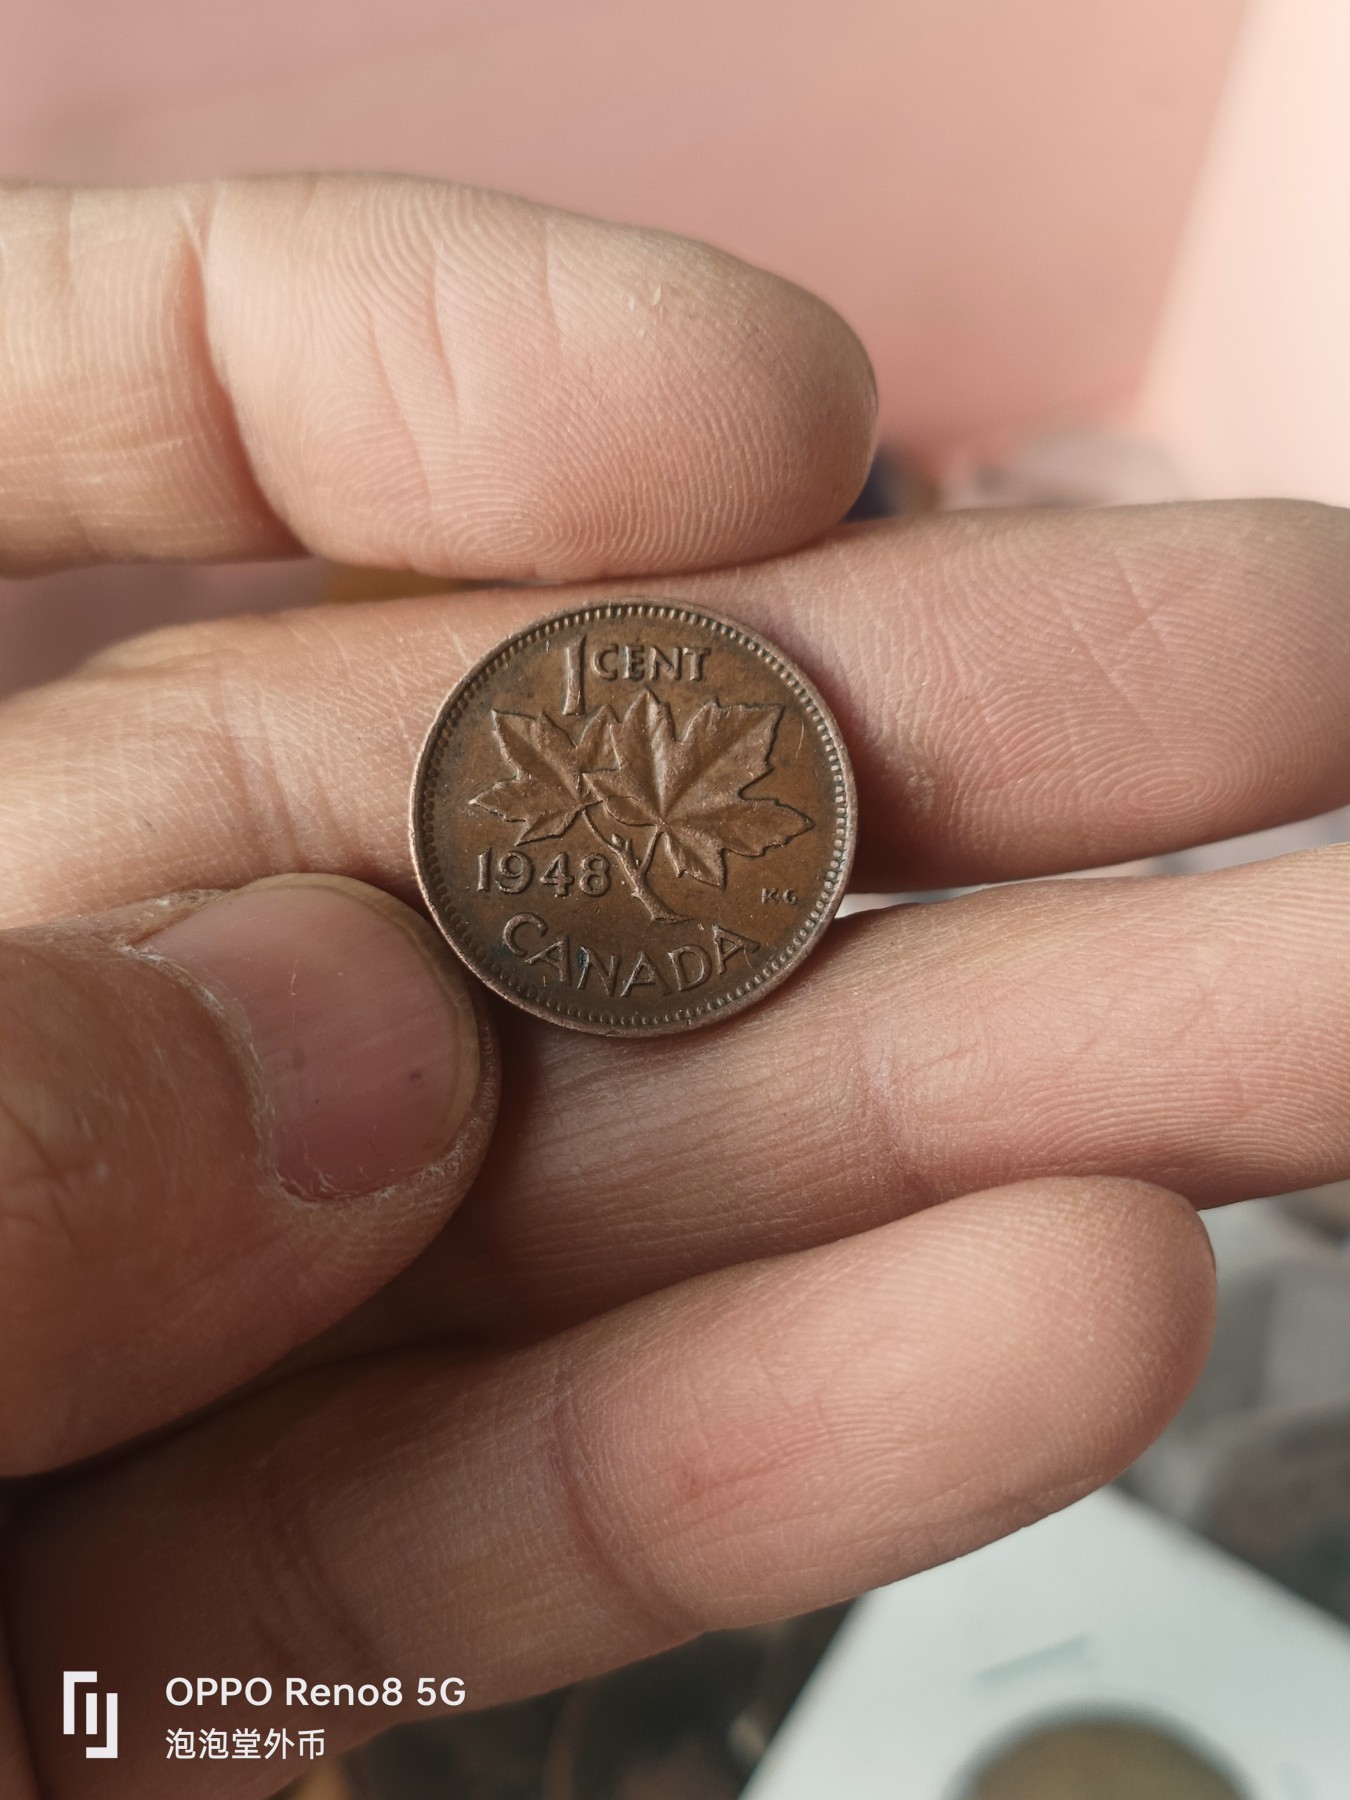 1 CENT
1948
KG
CANADA
OPPO Reno8 5G
泡泡堂外币